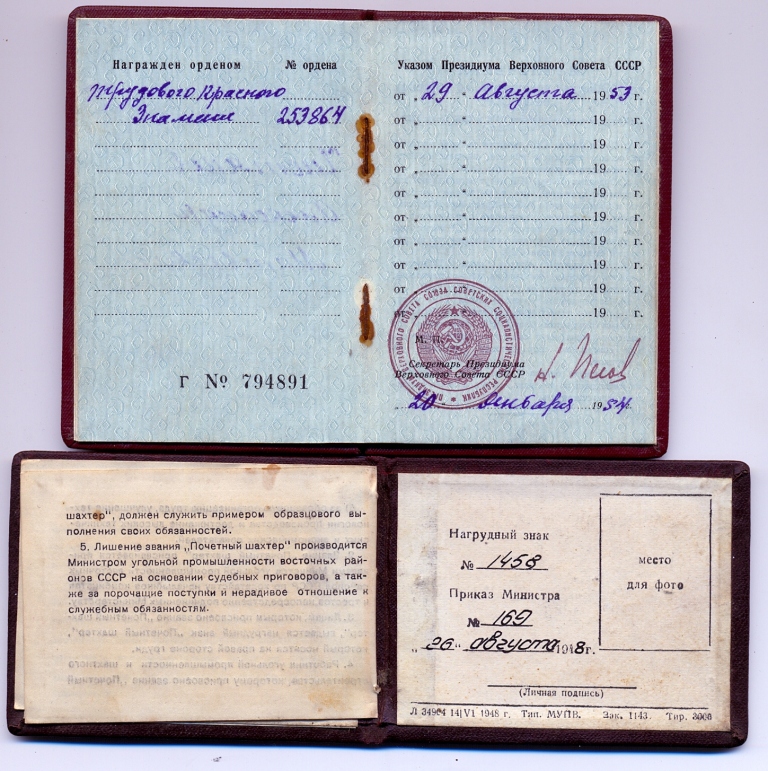 Награжден орденом № ордена
Трудового Красного
Знамени 253864
Г № 794891
Указом Президиума Верховного Совета СССР
от „ 29 “ Августа 1953 г.
от „ “ 19 г.
от „ “ 19 г.
от „ “ 19 г.
от „ “ 19 г.
от „ “ 19 г.
от „ “ 19 г.
от „ “ 19 г.
от „ “ 19 г.
от „ “ 19 г.
М. П.
Секретарь Президиума
Верховного Совета СССР
„ 20 “ января 1954 г.
шахтер", должен служить примером образцового вы-
полнения своих обязанностей.
5. Лишение звания „Почетный шахтер" производится
Министром угольной промышленности восточных рай-
онов СССР на основании судебных приговоров, а так-
же за порочащие поступки и нерадивое отношение к
служебным обязанностям.
Нагрудный знак
№ 1458
Приказ Министра
№ 169
„ 26 “ августа 1948 г.
место
для фото
(Личная подпись)
Л 34964 14|VI 1948 г. Тип. МУПВ. Зак. 1143. Тир. 3000